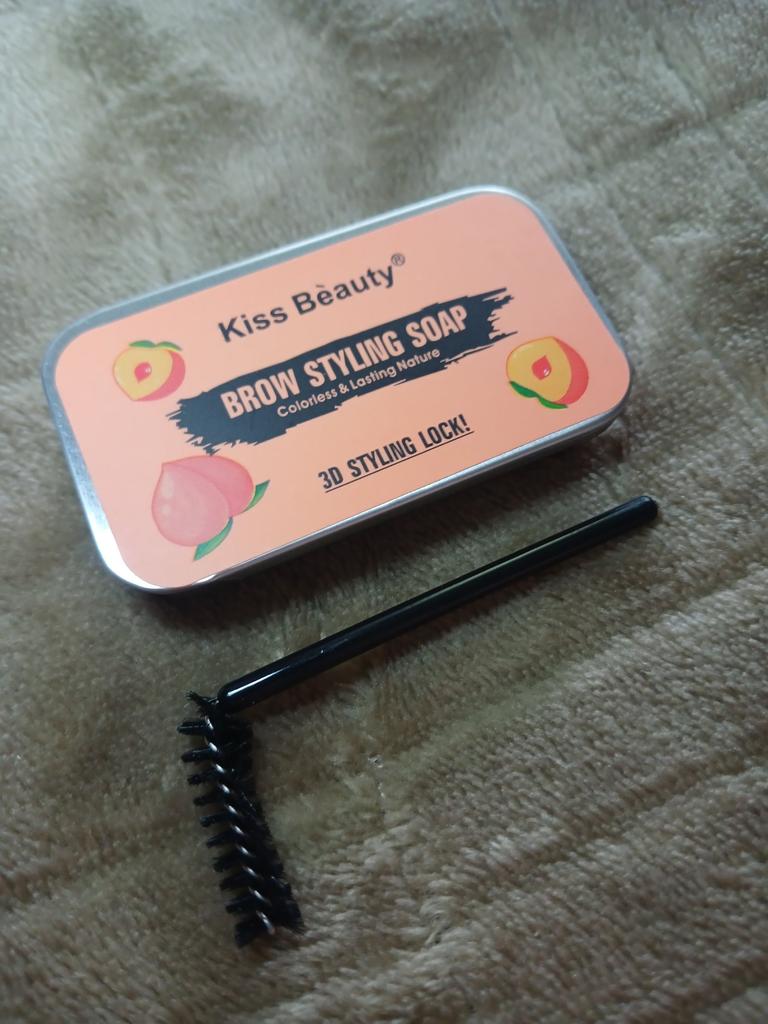 Kiss Bèauty®
BROW STYLING SOAP
Colorless & Lasting Nature
3D STYLING LOCK!